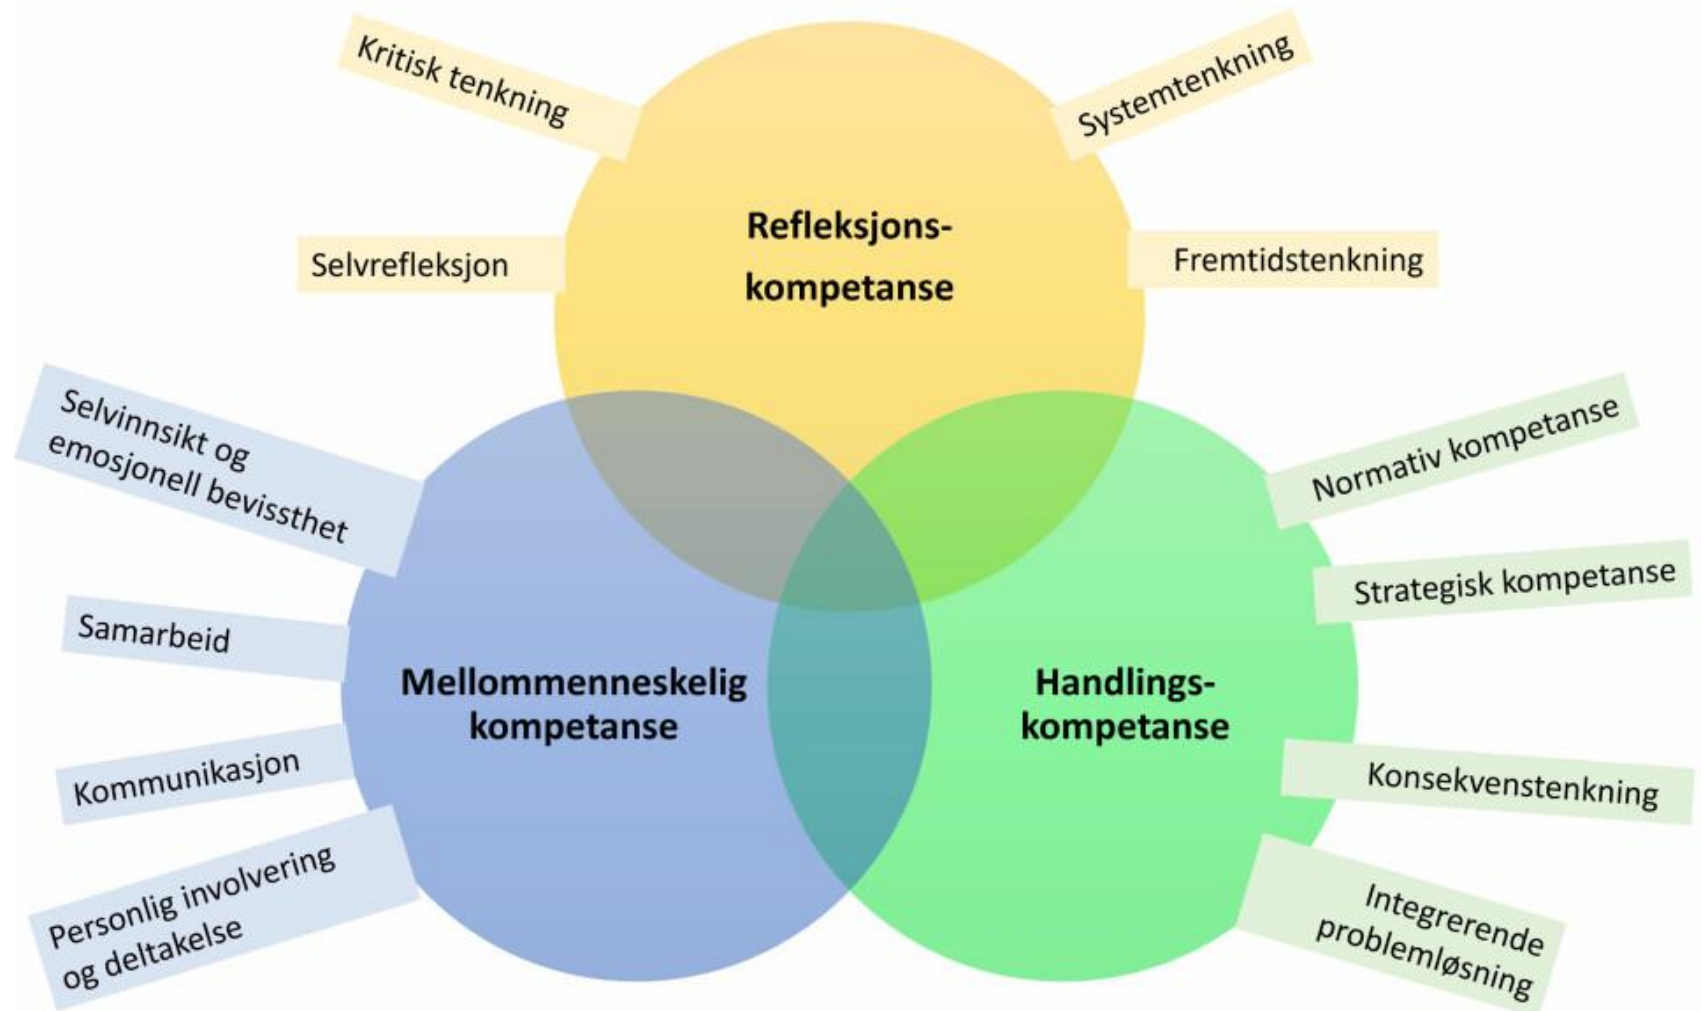 Kritisk tenkning
Systemtenkning
Refleksjons-
kompetanse
Selvrefleksjon
Fremtidstenkning
Selvinnsikt og
emosjonell bevissthet
Samarbeid
Kommunikasjon
Personlig involvering
og deltakelse
Mellommenneskelig
kompetanse
Handlings-
kompetanse
Normativ kompetanse
Strategisk kompetanse
Konsekvenstenkning
Integrerende
problemløsning